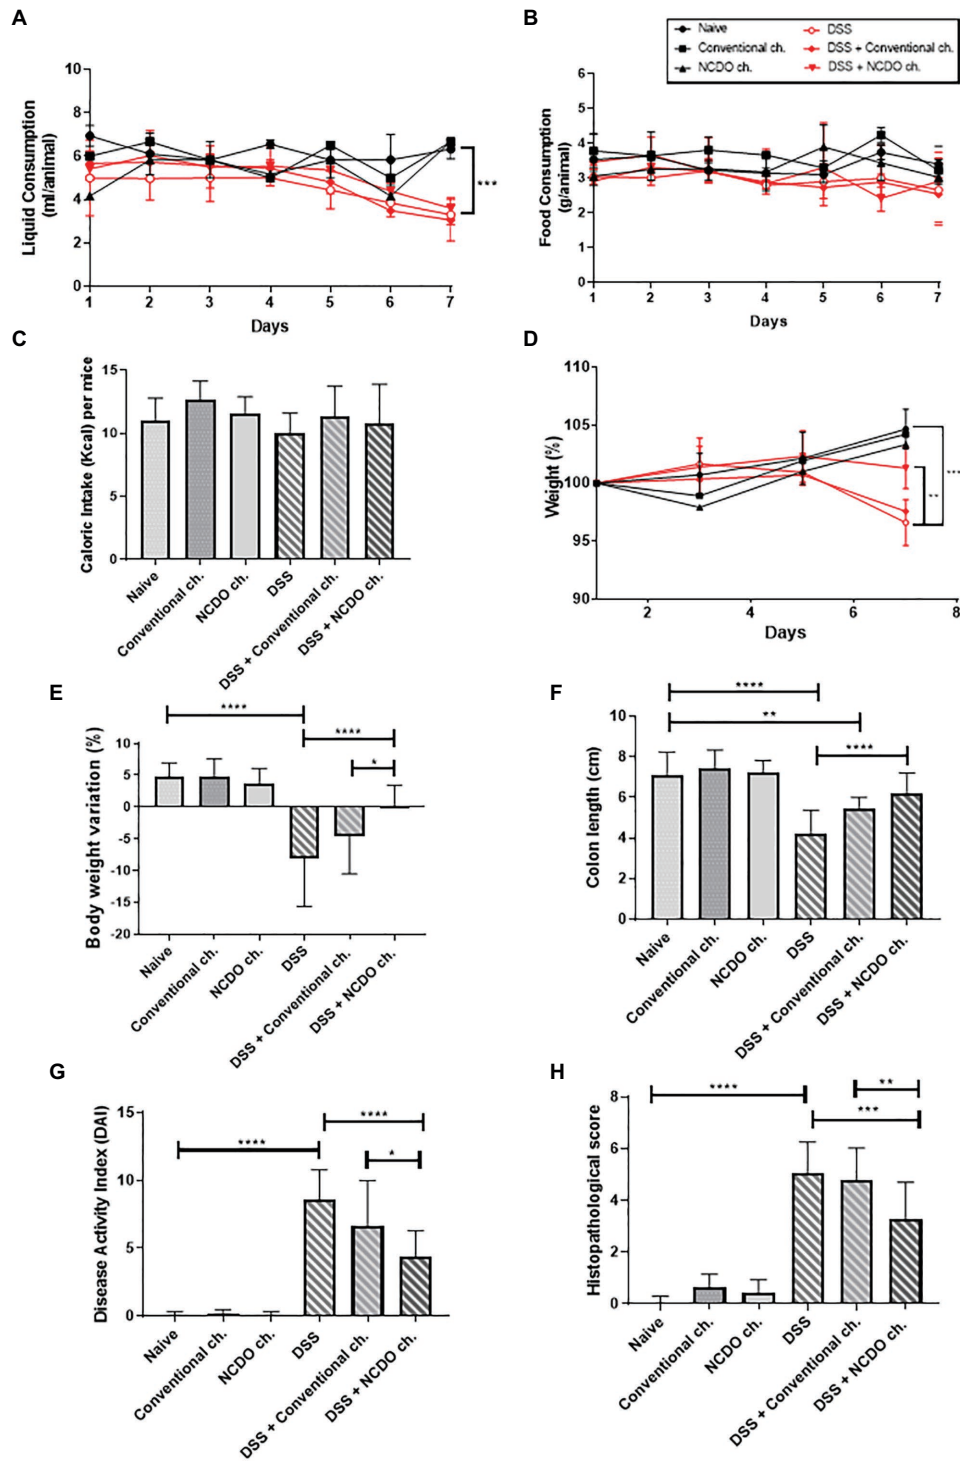 A
B
Naive
DSS
Conventional ch.
DSS + Conventional ch.
NCDO ch.
DSS + NCDO ch.
Liquid Consumption
(ml/animal)
10
8
6
4
2
0
1 2 3 4 5 6 7
Days
***
Food Consumption
(g/animal)
6
5
4
3
2
1
0
1 2 3 4 5 6 7
Days
C
Caloric Intake (Kcal) per mice
15
10
5
0
Naive
Conventional ch.
NCDO ch.
DSS
DSS + Conventional ch.
DSS + NCDO ch.
D
Weight (%)
110
105
100
95
90
2 4 6 8
Days
**
E
Body weight variation (%)
10
5
0
-5
-10
-15
-20
****
****
*
Naive
Conventional ch.
NCDO ch.
DSS
DSS + Conventional ch.
DSS + NCDO ch.
F
Colon length (cm)
10
8
6
4
2
0
****
**
****
Naive
Conventional ch.
NCDO ch.
DSS
DSS + Conventional ch.
DSS + NCDO ch.
G
Disease Activity Index (DAI)
15
10
5
0
****
****
*
Naive
Conventional ch.
NCDO ch.
DSS
DSS + Conventional ch.
DSS + NCDO ch.
H
Histopathological score
8
6
4
2
0
**
****
***
Naive
Conventional ch.
NCDO ch.
DSS
DSS + Conventional ch.
DSS + NCDO ch.